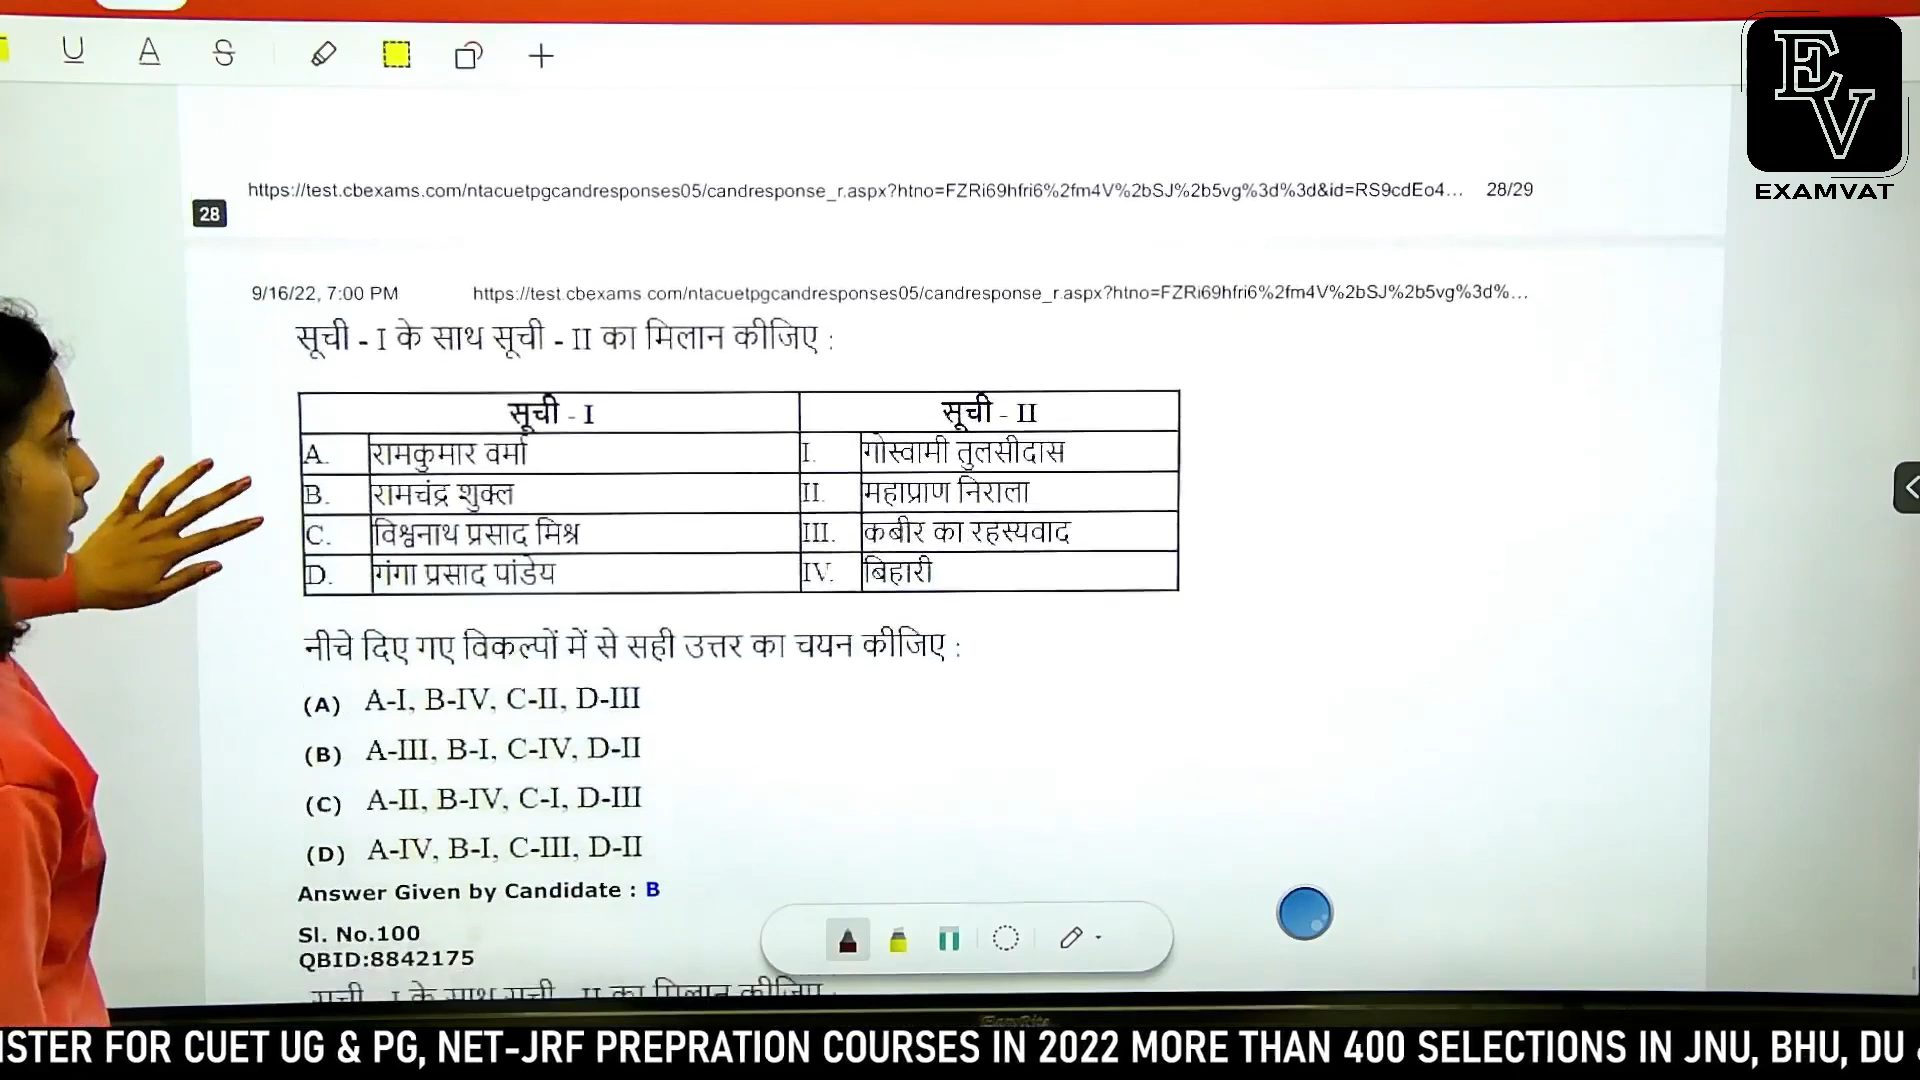 U A S
EV
EXAMVAT
https://test.cbexams.com/ntacuetpgcandresponses05/candresponse_r.aspx?htno=FZRi69hfri6%2fm4V%2bSJ%2b5vg%3d%3d&id=RS9cdEo4... 28/29
28
9/16/22, 7:00 PM https://test.cbexams.com/ntacuetpgcandresponses05/candresponse_r.aspx?htno=FZRi69hfri6%2fm4V%2bSJ%2b5vg%3d%...
सूची - I के साथ सूची - II का मिलान कीजिए :
सूची - I सूची - II
A. रामकुमार वर्मा I. गोस्वामी तुलसीदास
B. रामचंद्र शुक्ल II. महाप्राण निराला
C. विश्वनाथ प्रसाद मिश्र III. कबीर का रहस्यवाद
D. गंगा प्रसाद पांडेय IV. बिहारी
नीचे दिए गए विकल्पों में से सही उत्तर का चयन कीजिए :
(A) A-I, B-IV, C-II, D-III
(B) A-III, B-I, C-IV, D-II
(C) A-II, B-IV, C-I, D-III
(D) A-IV, B-I, C-III, D-II
Answer Given by Candidate : B
Sl. No.100
QBID:8842175
सूची - I के साथ सूची - II का मिलान कीजिए :
ISTER FOR CUET UG & PG, NET-JRF PREPRATION COURSES IN 2022 MORE THAN 400 SELECTIONS IN JNU, BHU, DU